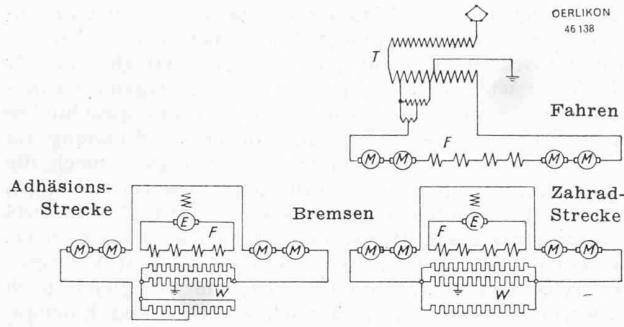 OERLIKON
46 138
T
Fahren
F
M M M M
Adhäsions-
Strecke
Bremsen
Zahrad-
Strecke
E
F
M M M M
W
E
F
M M M M
W